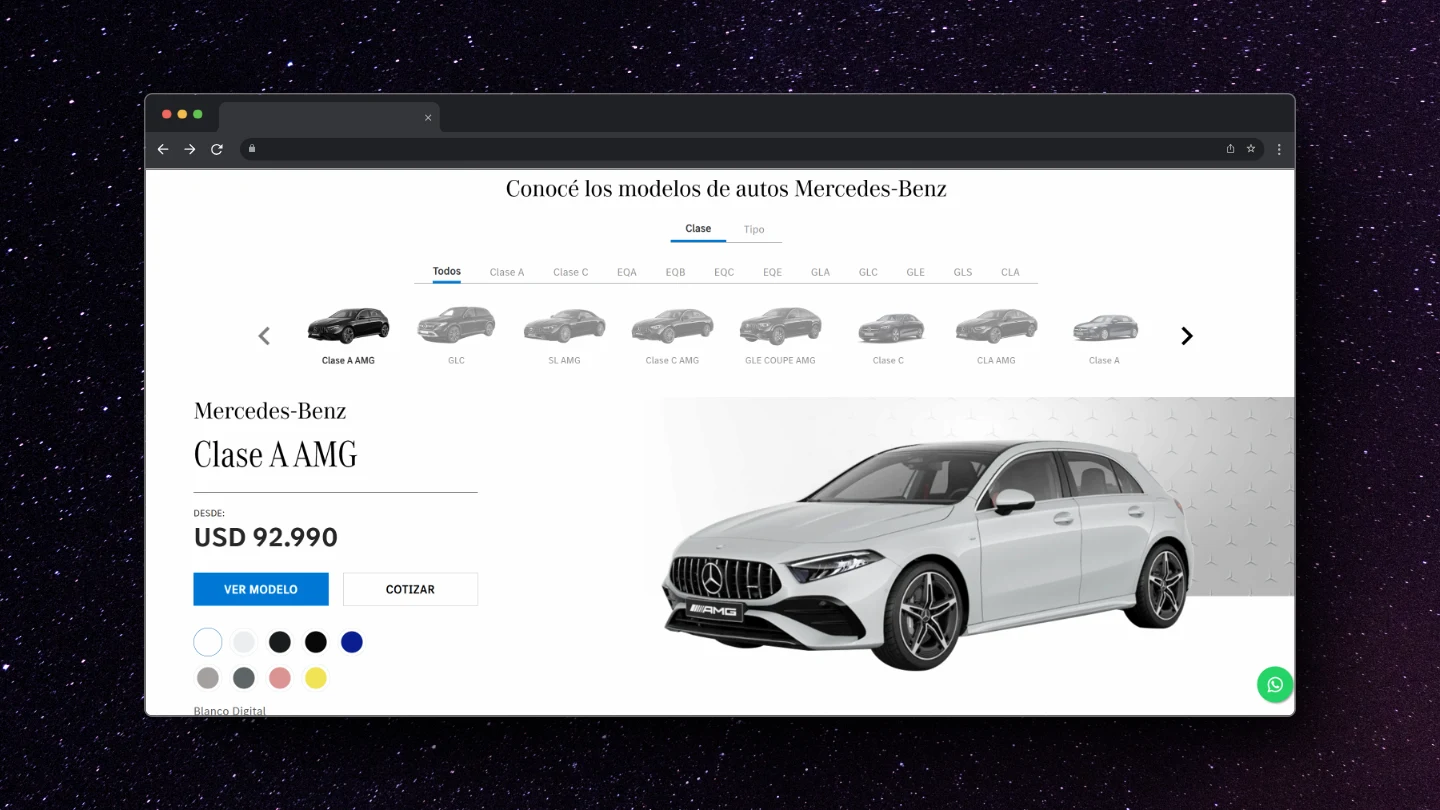 Conocé los modelos de autos Mercedes-Benz
Clase Tipo
Todos Clase A Clase C EQA EQB EQC EQE GLA GLC GLE GLS CLA
Clase A AMG GLC SL AMG Clase C AMG GLE COUPE AMG Clase C CLA AMG Clase A
Mercedes-Benz
Clase A AMG
DESDE:
USD 92.990
VER MODELO COTIZAR
AMG
Blanco Digital